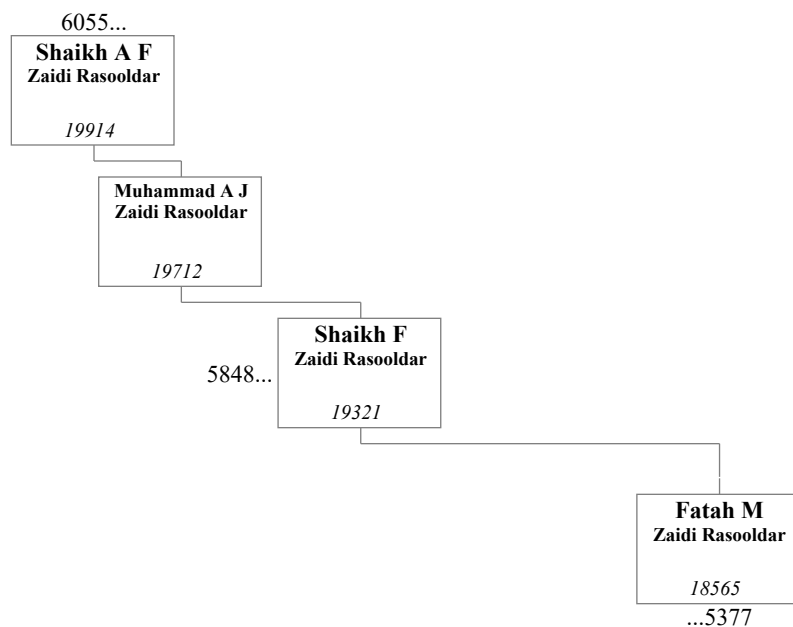 6055...
Shaikh A F
Zaidi Rasooldar
19914
Muhammad A J
Zaidi Rasooldar
19712
Shaikh F
Zaidi Rasooldar
5848...
19321
Fatah M
Zaidi Rasooldar
18565
...5377